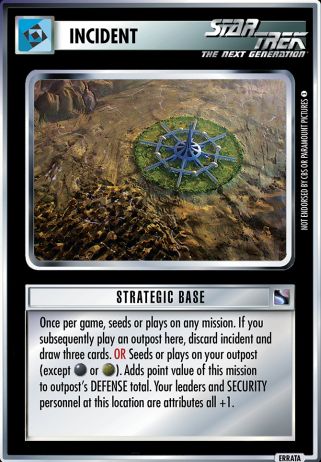 INCIDENT
STAR TREK
THE NEXT GENERATION
NOT ENDORSED BY CBS OR PARAMOUNT PICTURES
STRATEGIC BASE
Once per game, seeds or plays on any mission. If you
subsequently play an outpost here, discard incident and
draw three cards. OR Seeds or plays on your outpost
(except or ). Adds point value of this mission
to outpost's DEFENSE total. Your leaders and SECURITY
personnel at this location are attributes all +1.
ERRATA